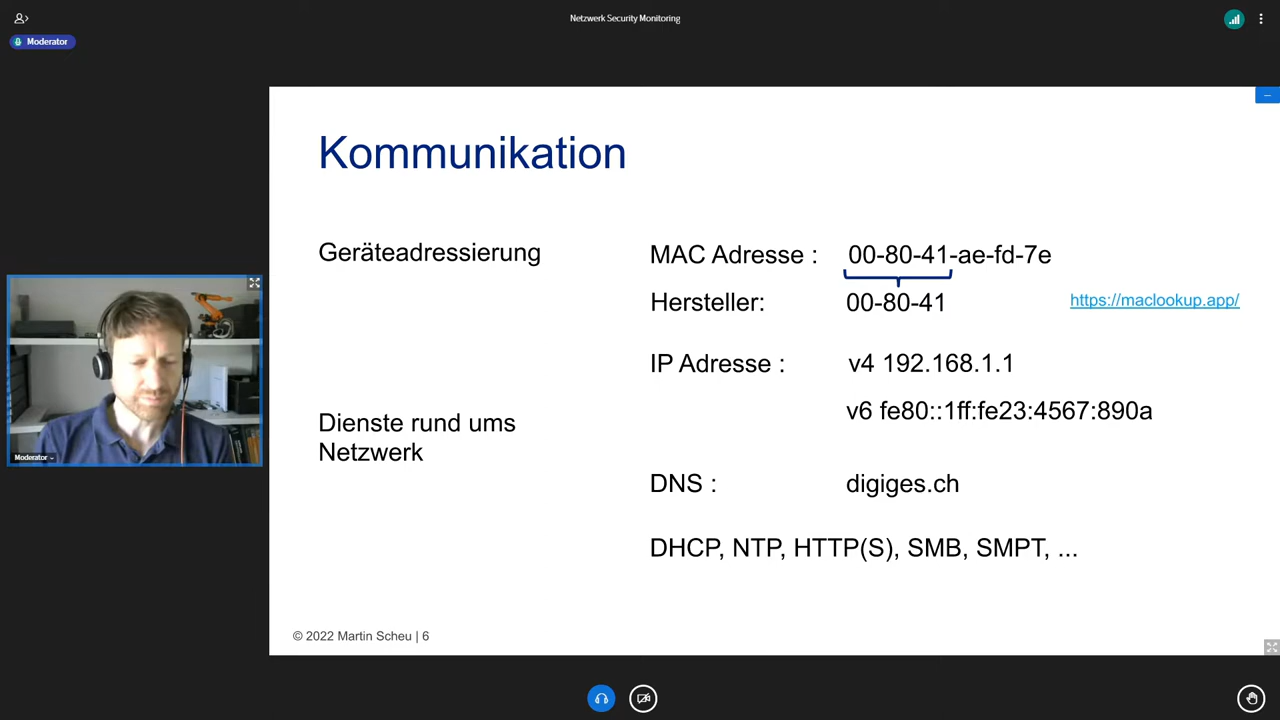 Netzwerk Security Monitoring
Moderator
Kommunikation
Geräteadressierung
MAC Adresse : 00-80-41-ae-fd-7e
Hersteller: 00-80-41 https://maclookup.app/
IP Adresse : v4 192.168.1.1
v6 fe80::1ff:fe23:4567:890a
Dienste rund ums
Netzwerk
DNS : digiges.ch
DHCP, NTP, HTTP(S), SMB, SMPT, ...
Moderator
© 2022 Martin Scheu | 6